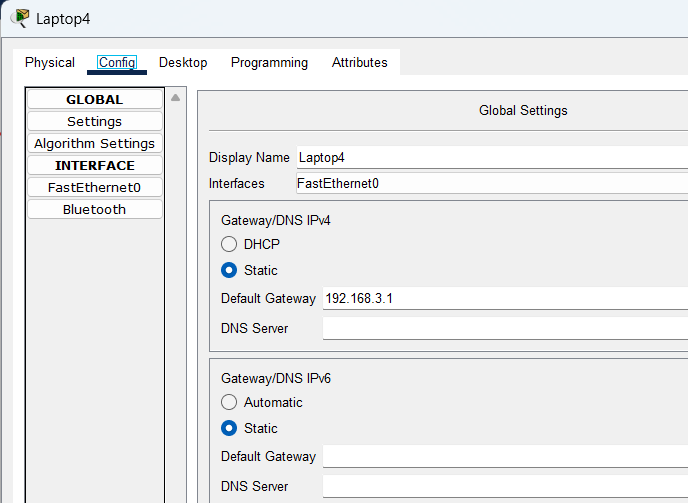 Laptop4
Physical Config Desktop Programming Attributes
GLOBAL
Settings
Algorithm Settings
INTERFACE
FastEthernet0
Bluetooth
Global Settings
Display Name Laptop4
Interfaces FastEthernet0
Gateway/DNS IPv4
DHCP
Static
Default Gateway 192.168.3.1
DNS Server
Gateway/DNS IPv6
Automatic
Static
Default Gateway
DNS Server